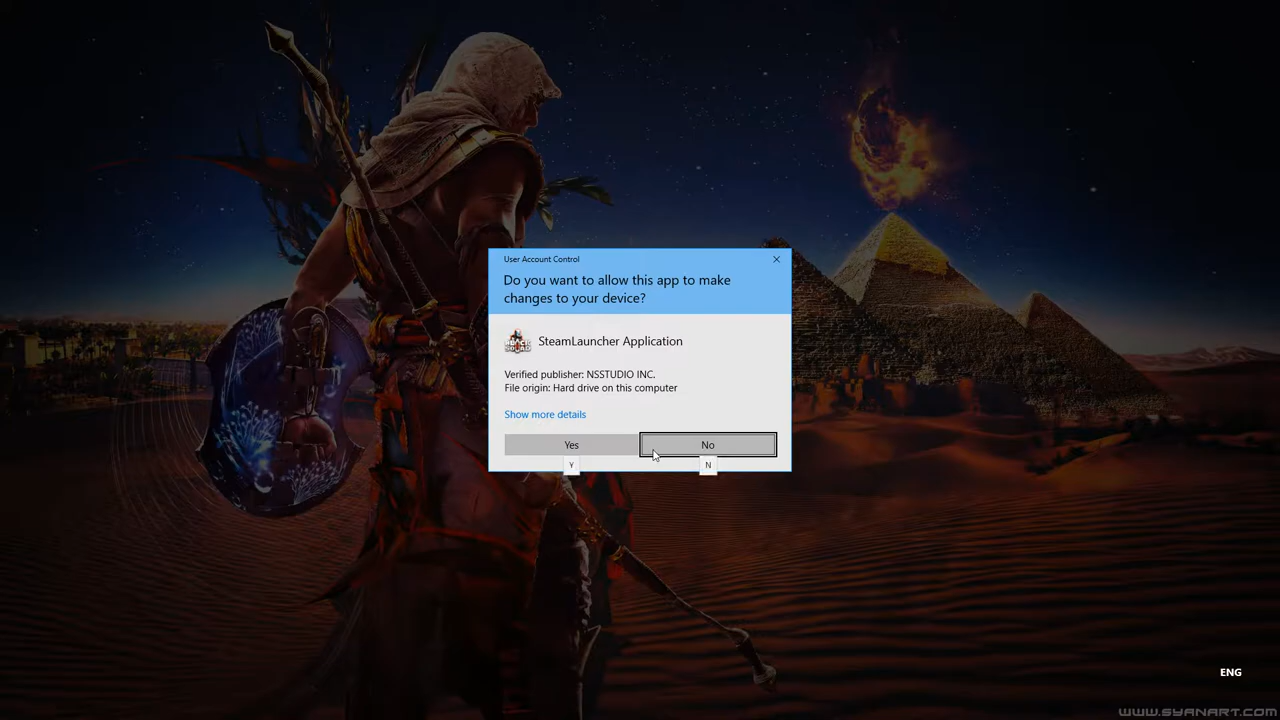 User Account Control
Do you want to allow this app to make
changes to your device?
BLACK
SQUAD
SteamLauncher Application
Verified publisher: NSSTUDIO INC.
File origin: Hard drive on this computer
Show more details
Yes
No
Y
N
ENG
WWW.SYANART.COM